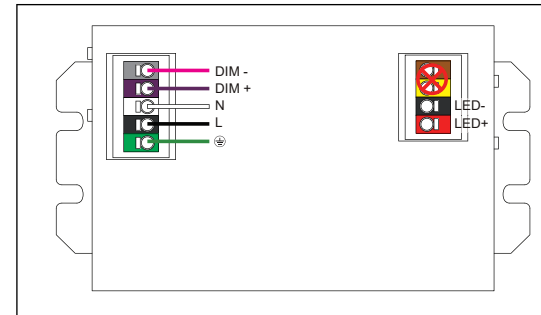 DIM -
DIM +
N
L
LED-
LED+